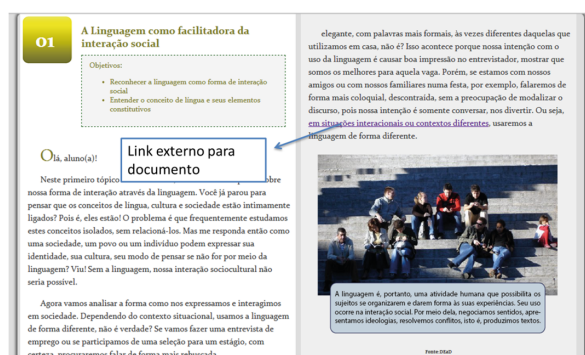 01
A Linguagem como facilitadora da
interação social
Objetivos:
• Reconhecer a linguagem como forma de interação
social
• Entender o conceito de língua e seus elementos
constitutivos
Olá, aluno(a)!
Link externo para
documento
Neste primeiro tópico
obre
nossa forma de interação através da linguagem. Você já parou para
pensar que os conceitos de língua, cultura e sociedade estão intimamente
ligados? Pois é, eles estão! O problema é que frequentemente estudamos
estes conceitos isolados, sem relacioná-los. Mas me responda então como
uma sociedade, um povo ou um indivíduo podem expressar sua
identidade, sua cultura, seu modo de pensar se não for por meio da
linguagem? Viu! Sem a linguagem, nossa interação sociocultural não
seria possível.
Agora vamos analisar a forma como nos expressamos e interagimos
em sociedade. Dependendo do contexto situacional, usamos a linguagem
de forma diferente, não é verdade? Se vamos fazer uma entrevista de
emprego ou se participamos de uma seleção para um estágio, com
certeza, procuraremos falar de forma mais rebuscada,
elegante, com palavras mais formais, às vezes diferentes daquelas que
utilizamos em casa, não é? Isso acontece porque nossa intenção com o
uso da linguagem é causar boa impressão no entrevistador, mostrar que
somos os melhores para aquela vaga. Porém, se estamos com nossos
amigos ou com nossos familiares numa festa, por exemplo, falaremos de
forma mais coloquial, descontraída, sem a preocupação de modalizar o
discurso, pois nossa intenção é somente conversar, nos divertir. Ou seja,
em situações interacionais ou contextos diferentes, usaremos a
linguagem de forma diferente.
A linguagem é, portanto, uma atividade humana que possibilita os
sujeitos se organizarem e darem forma às suas experiências. Seu uso
ocorre na interação social. Por meio dela, negociamos sentidos, apre-
sentamos ideologias, resolvemos conflitos, isto é, produzimos textos.
Fonte: DEaD